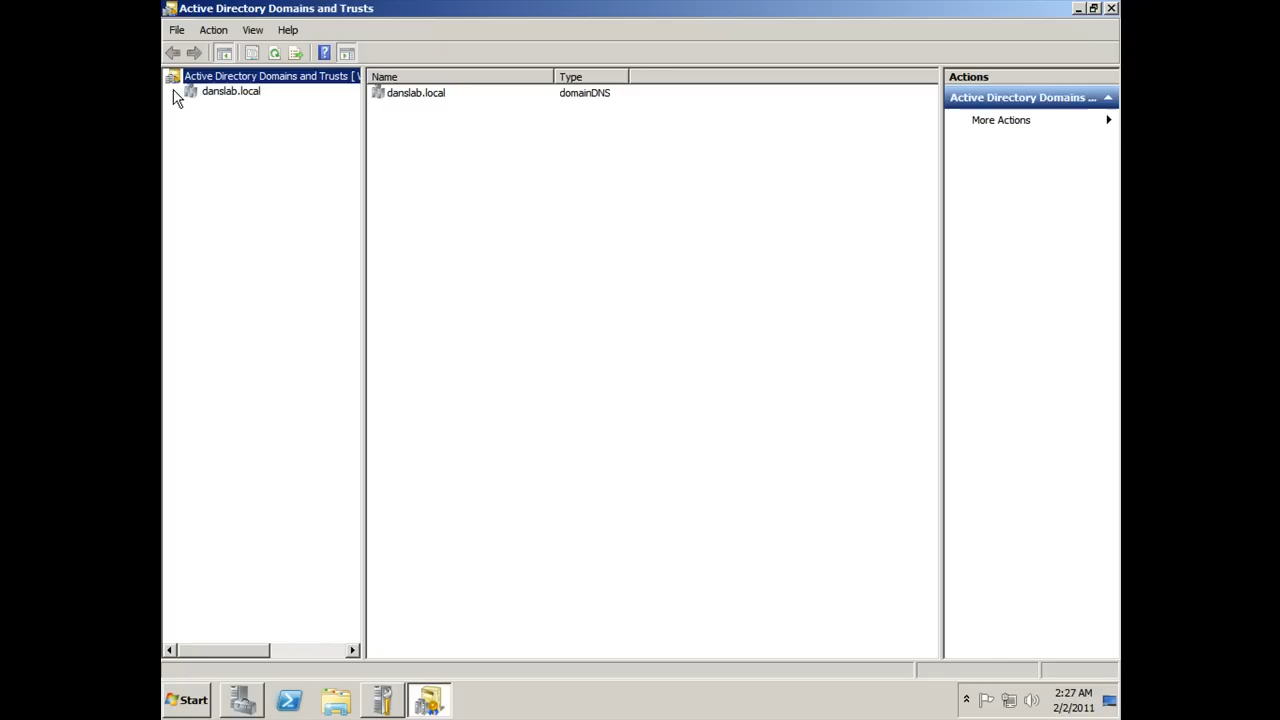 Active Directory Domains and Trusts
File Action View Help
Active Directory Domains and Trusts [
danslab.local
Name Type
danslab.local domainDNS
Actions
Active Directory Domains ...
More Actions
Start
2:27 AM
2/2/2011